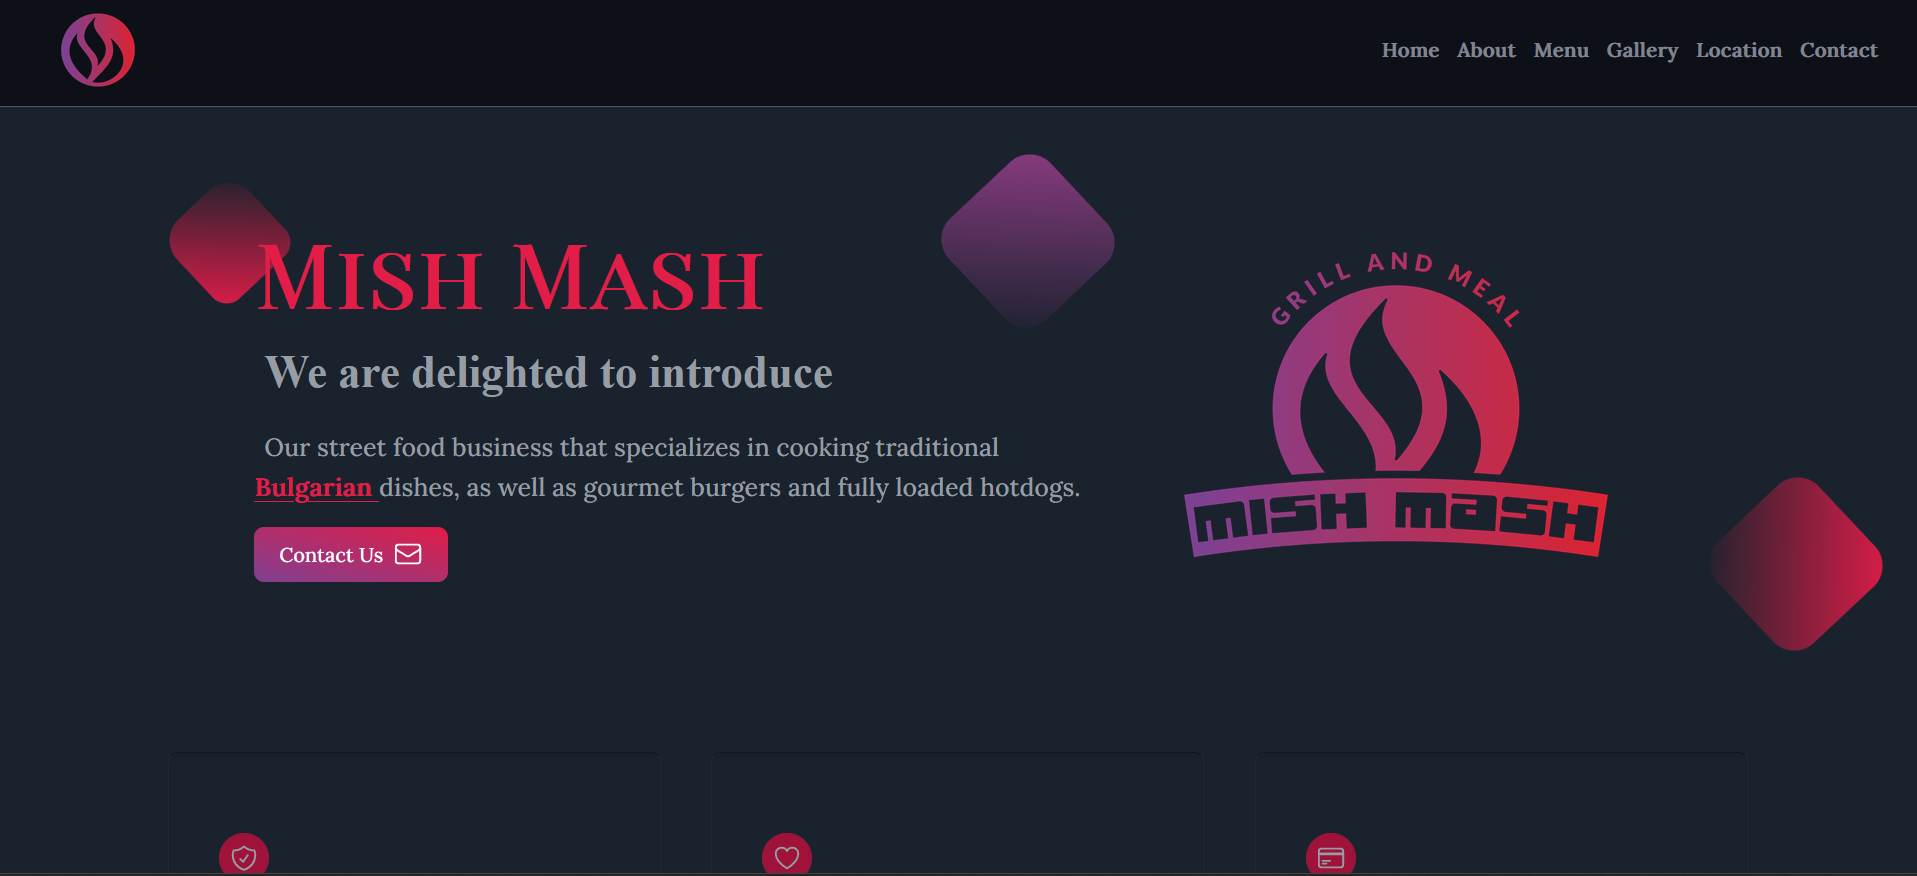 Home About Menu Gallery Location Contact
Mish Mash
We are delighted to introduce
Our street food business that specializes in cooking traditional
Bulgarian dishes, as well as gourmet burgers and fully loaded hotdogs.
Contact Us
GRILL AND MEAL
MISH MASH